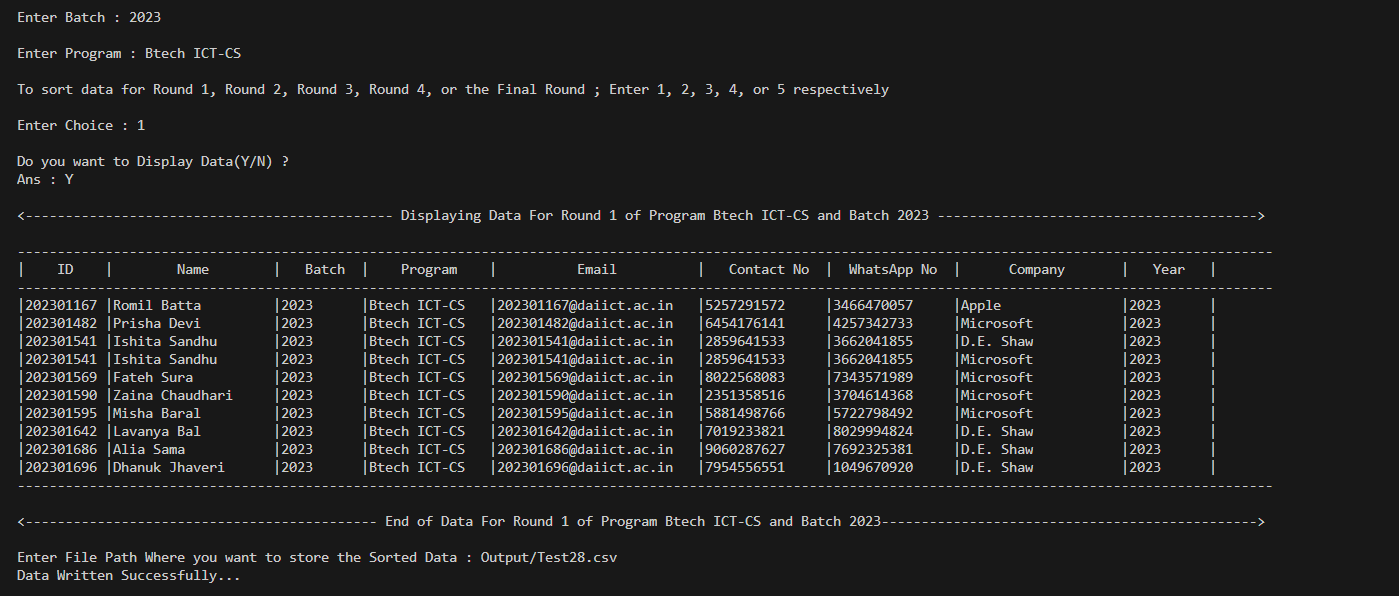 Enter Batch : 2023
Enter Program : Btech ICT-CS
To sort data for Round 1, Round 2, Round 3, Round 4, or the Final Round ; Enter 1, 2, 3, 4, or 5 respectively
Enter Choice : 1
Do you want to Display Data(Y/N) ?
Ans : Y
<---------------------------------------------- Displaying Data For Round 1 of Program Btech ICT-CS and Batch 2023 ---------------------------------------->
| ID | Name | Batch | Program | Email | Contact No | WhatsApp No | Company | Year |
|202301167 |Romil Batta |2023 |Btech ICT-CS |202301167@daiict.ac.in |5257291572 |3466470057 |Apple |2023 |
|202301482 |Prisha Devi |2023 |Btech ICT-CS |202301482@daiict.ac.in |6454176141 |4257342733 |Microsoft |2023 |
|202301541 |Ishita Sandhu |2023 |Btech ICT-CS |202301541@daiict.ac.in |2859641533 |3662041855 |D.E. Shaw |2023 |
|202301541 |Ishita Sandhu |2023 |Btech ICT-CS |202301541@daiict.ac.in |2859641533 |3662041855 |Microsoft |2023 |
|202301569 |Fateh Sura |2023 |Btech ICT-CS |202301569@daiict.ac.in |8022568083 |7343571989 |Microsoft |2023 |
|202301590 |Zaina Chaudhari |2023 |Btech ICT-CS |202301590@daiict.ac.in |2351358516 |3704614368 |Microsoft |2023 |
|202301595 |Misha Baral |2023 |Btech ICT-CS |202301595@daiict.ac.in |5881498766 |5722798492 |Microsoft |2023 |
|202301642 |Lavanya Bal |2023 |Btech ICT-CS |202301642@daiict.ac.in |7019233821 |8029994824 |D.E. Shaw |2023 |
|202301686 |Alia Sama |2023 |Btech ICT-CS |202301686@daiict.ac.in |9060287627 |7692325381 |D.E. Shaw |2023 |
|202301696 |Dhanuk Jhaveri |2023 |Btech ICT-CS |202301696@daiict.ac.in |7954556551 |1049670920 |D.E. Shaw |2023 |
<-------------------------------------------- End of Data For Round 1 of Program Btech ICT-CS and Batch 2023----------------------------------------------->
Enter File Path Where you want to store the Sorted Data : Output/Test28.csv
Data Written Successfully...